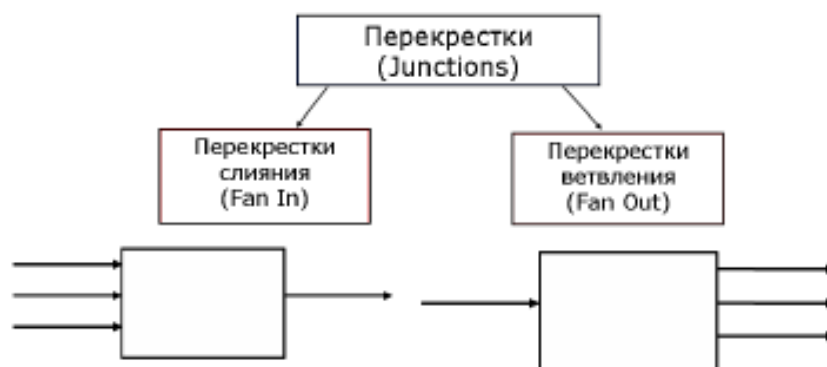 Перекрестки
(Junctions)
Перекрестки
слияния
(Fan In)
Перекрестки
ветвления
(Fan Out)